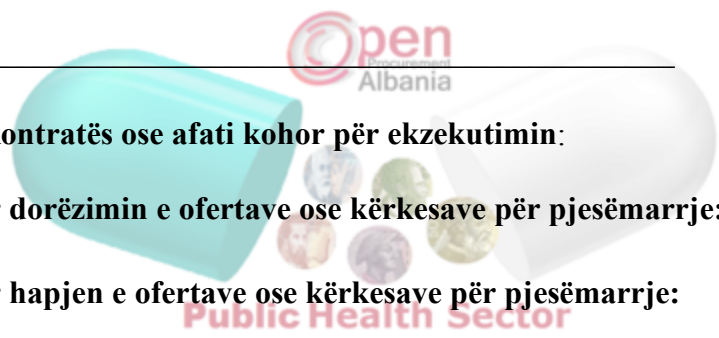 Open
Procurement
Albania
ontratës ose afati kohor për ekzekutimin:
dorëzimin e ofertave ose kërkesave për pjesëmarrje:
hapjen e ofertave ose kërkesave për pjesëmarrje:
Public Health Sector